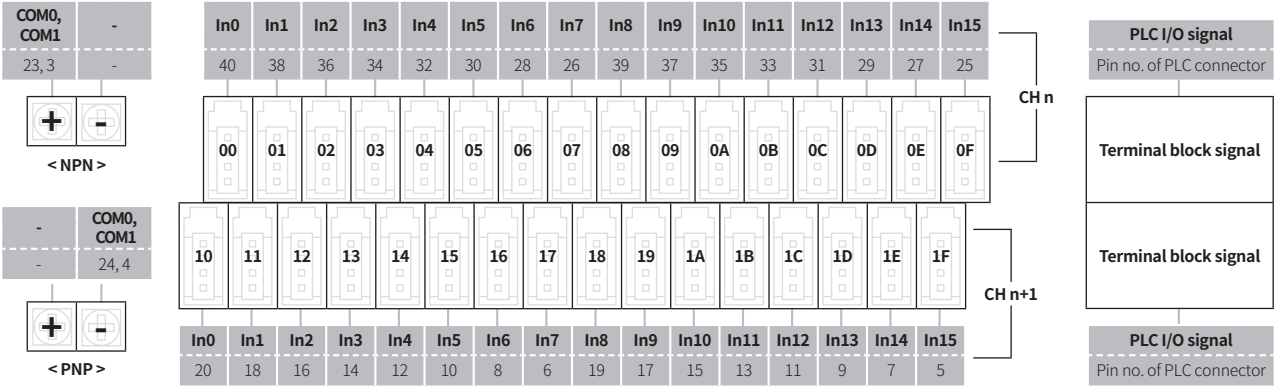 COM0, COM1 -
23, 3 -
+ -
< NPN >
- COM0, COM1
- 24, 4
+ -
< PNP >
In0 In1 In2 In3 In4 In5 In6 In7 In8 In9 In10 In11 In12 In13 In14 In15
40 38 36 34 32 30 28 26 39 37 35 33 31 29 27 25
00 01 02 03 04 05 06 07 08 09 0A 0B 0C 0D 0E 0F
CH n
10 11 12 13 14 15 16 17 18 19 1A 1B 1C 1D 1E 1F
CH n+1
In0 In1 In2 In3 In4 In5 In6 In7 In8 In9 In10 In11 In12 In13 In14 In15
20 18 16 14 12 10 8 6 19 17 15 13 11 9 7 5
PLC I/O signal
Pin no. of PLC connector
Terminal block signal
Terminal block signal
PLC I/O signal
Pin no. of PLC connector